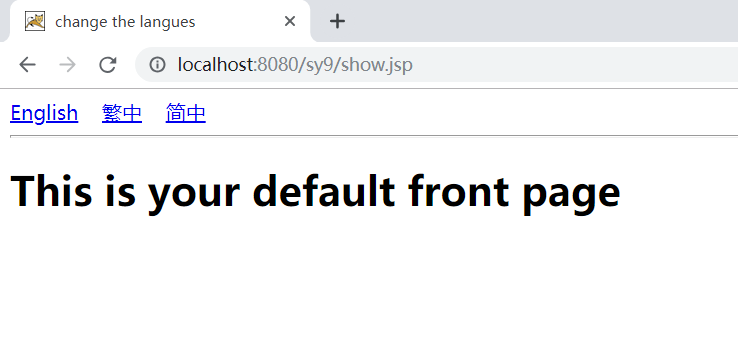 change the langues
localhost:8080/sy9/show.jsp
English 繁中 简中
This is your default front page